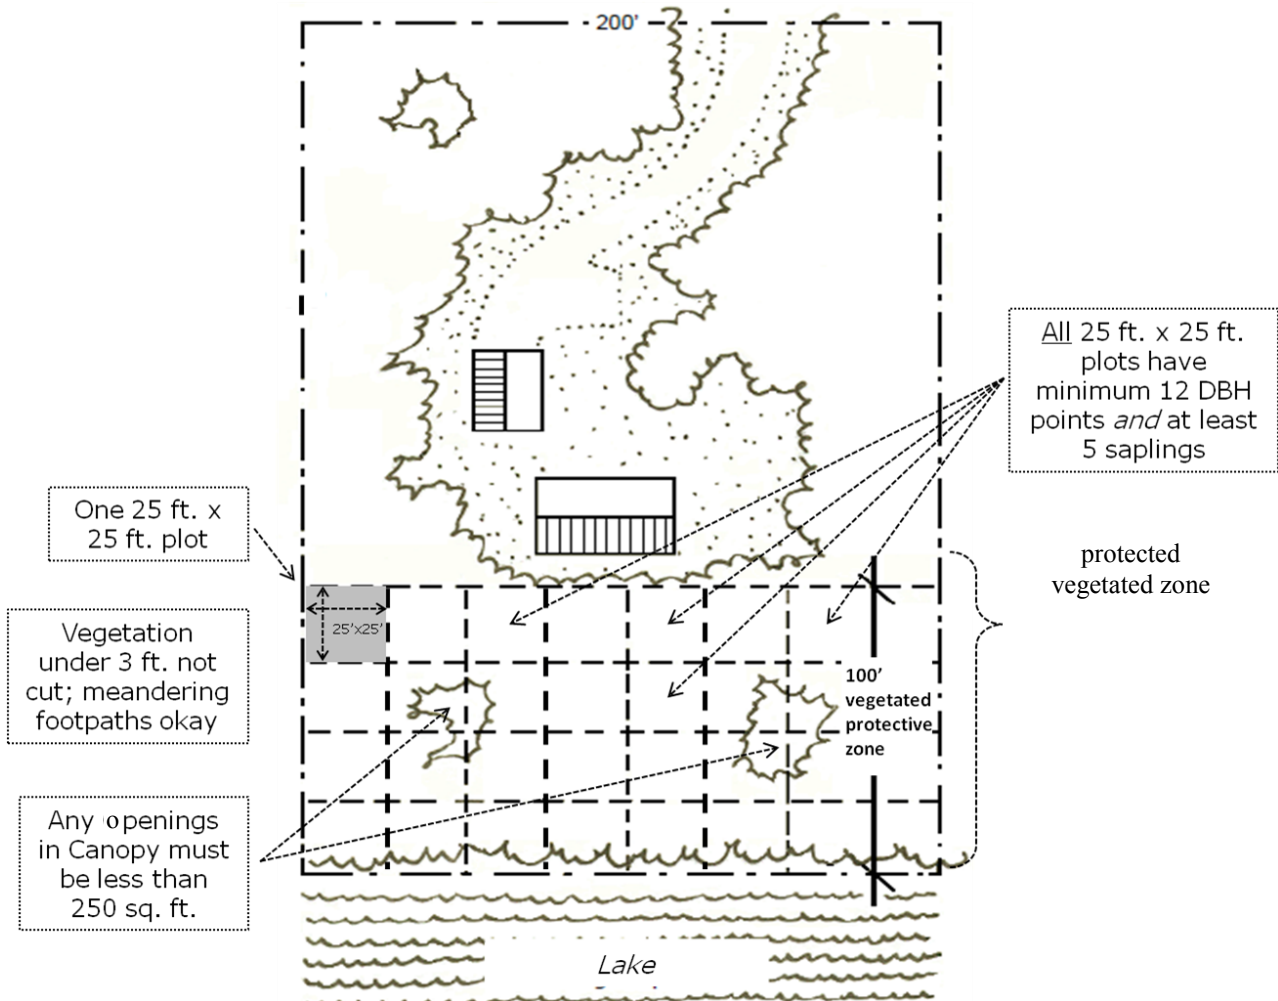 200'
All 25 ft. x 25 ft.
plots have
minimum 12 DBH
points and at least
5 saplings
One 25 ft. x
25 ft. plot
protected
vegetated zone
25'x25'
Vegetation
under 3 ft. not
cut; meandering
footpaths okay
100'
vegetated
protective
zone
Any openings
in Canopy must
be less than
250 sq. ft.
Lake